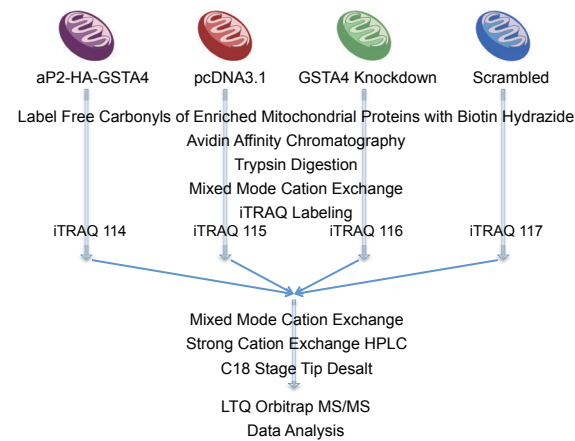 aP2-HA-GSTA4 pcDNA3.1 GSTA4 Knockdown Scrambled
Label Free Carbonyls of Enriched Mitochondrial Proteins with Biotin Hydrazide
Avidin Affinity Chromatography
Trypsin Digestion
Mixed Mode Cation Exchange
iTRAQ Labeling
iTRAQ 114 iTRAQ 115 iTRAQ 116 iTRAQ 117
Mixed Mode Cation Exchange
Strong Cation Exchange HPLC
C18 Stage Tip Desalt
LTQ Orbitrap MS/MS
Data Analysis